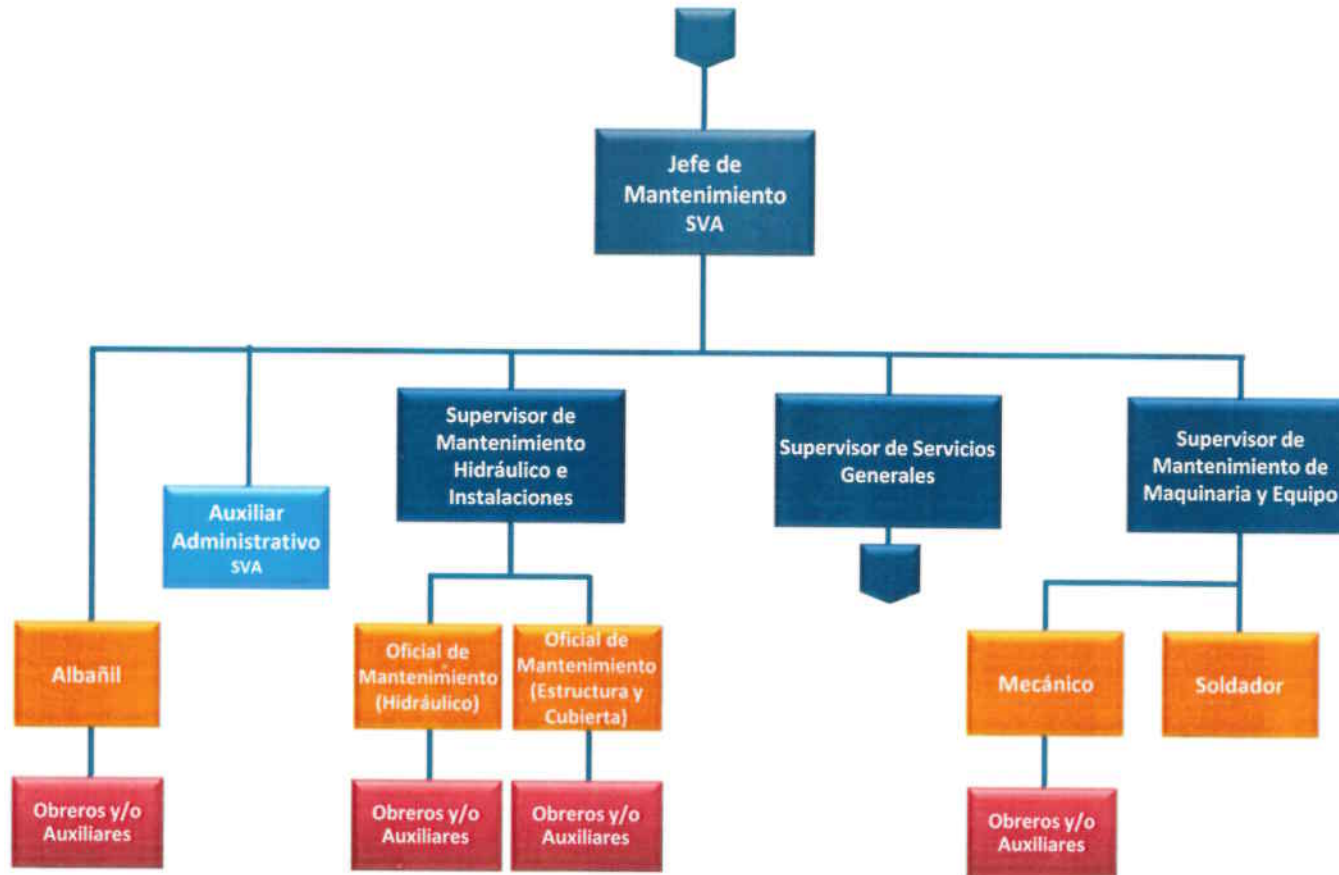 Jefe de
Mantenimiento
SVA
Supervisor de
Mantenimiento
Hidráulico e
Instalaciones
Supervisor de Servicios
Generales
Supervisor de
Mantenimiento de
Maquinaria y Equipo
Auxiliar
Administrativo
SVA
Albañil
Oficial de
Mantenimiento
(Hidráulico)
Oficial de
Mantenimiento
(Estructura y
Cubierta)
Mecánico
Soldador
Obreros y/o
Auxiliares
Obreros y/o
Auxiliares
Obreros y/o
Auxiliares
Obreros y/o
Auxiliares